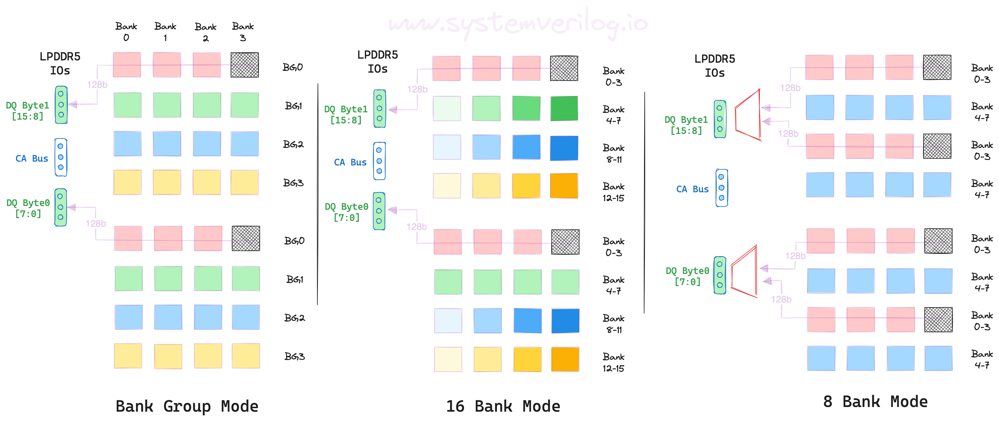 www.systemverilog.io
Bank
0
Bank
1
Bank
2
Bank
3
LPDDR5
IOs
128b
DQ Byte1
[15:8]
CA Bus
DQ Byte0
[7:0]
128b
BG0
BG1
BG2
BG3
BG0
BG1
BG2
BG3
Bank Group Mode
LPDDR5
IOs
128b
DQ Byte1
[15:8]
CA Bus
DQ Byte0
[7:0]
128b
Bank
0-3
Bank
4-7
Bank
8-11
Bank
12-15
Bank
0-3
Bank
4-7
Bank
8-11
Bank
12-15
16 Bank Mode
LPDDR5
IOs
128b
DQ Byte1
[15:8]
128b
CA Bus
128b
DQ Byte0
[7:0]
128b
Bank
0-3
Bank
4-7
Bank
0-3
Bank
4-7
Bank
0-3
Bank
4-7
Bank
0-3
Bank
4-7
8 Bank Mode